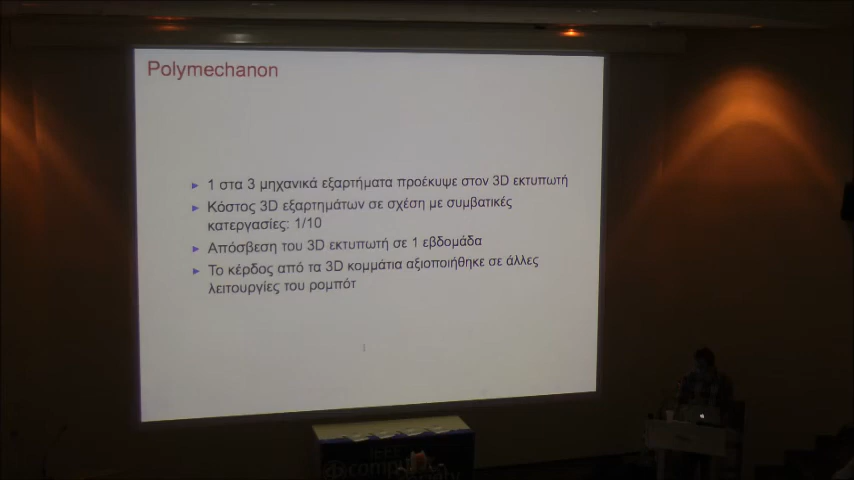 Polymechanon
1 στα 3 μηχανικά εξαρτήματα προέκυψε στον 3D εκτυπωτή
Κόστος 3D εξαρτημάτων σε σχέση με συμβατικές
κατεργασίες: 1/10
Απόσβεση του 3D εκτυπωτή σε 1 εβδομάδα
Το κέρδος από τα 3D κομμάτια αξιοποιήθηκε σε άλλες
λειτουργίες του ρομπότ
IEEE